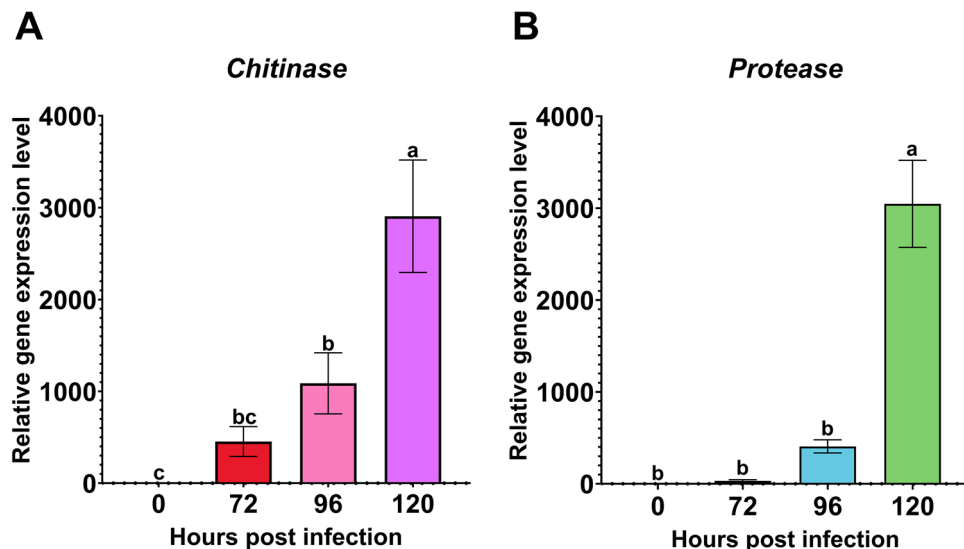 A
Chitinase
Relative gene expression level
4000
3000
2000
1000
0
c
bc
b
a
0 72 96 120
Hours post infection
B
Protease
Relative gene expression level
4000
3000
2000
1000
0
b
b
b
a
0 72 96 120
Hours post infection